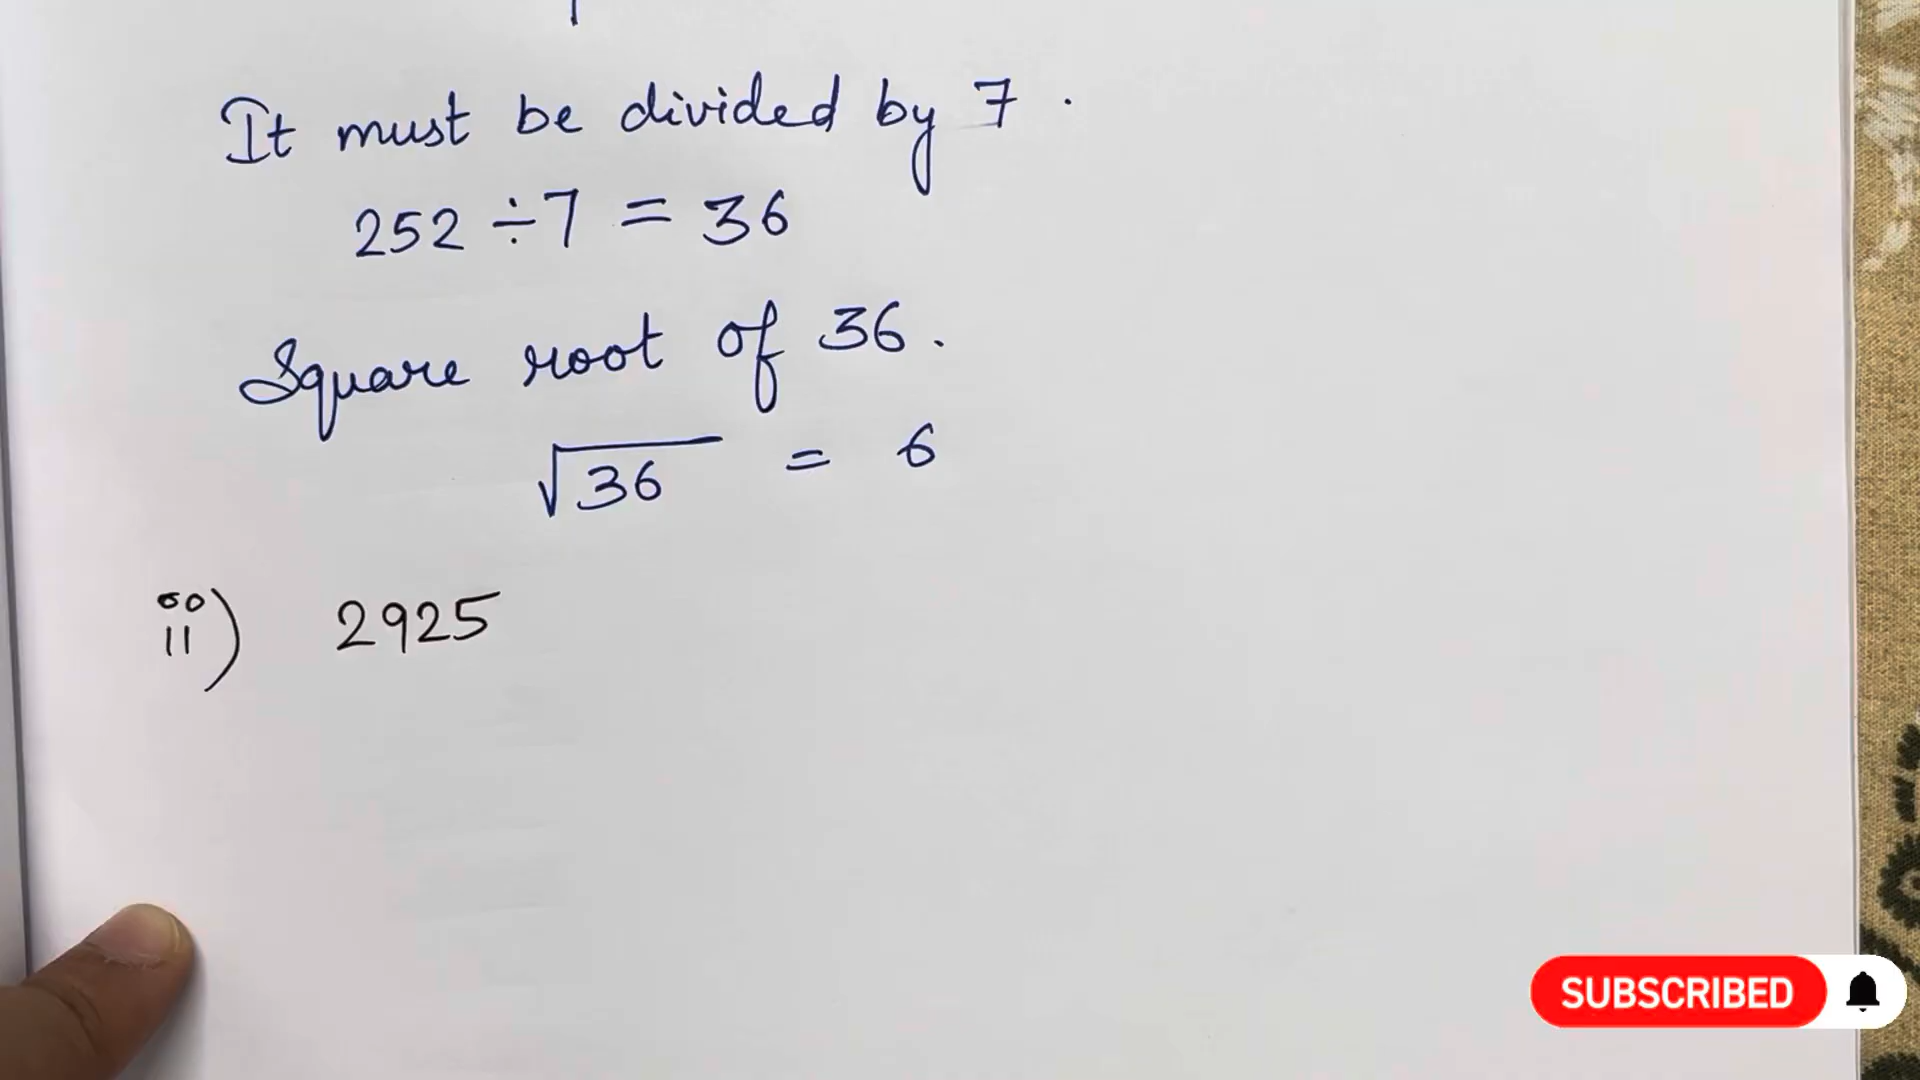 It must be divided by 7.
252 ÷ 7 = 36
Square root of 36.
√36 = 6
ii) 2925
SUBSCRIBED